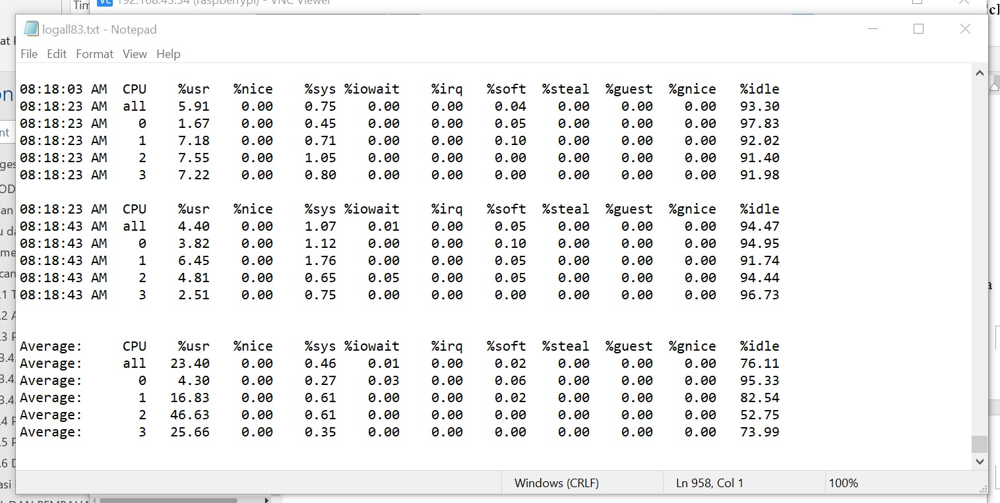 Tim
192.168.43.34 (raspberrypi) - VNC Viewer
logall83.txt - Notepad
File Edit Format View Help
08:18:03 AM CPU %usr %nice %sys %iowait %irq %soft %steal %guest %gnice %idle
08:18:23 AM all 5.91 0.00 0.75 0.00 0.00 0.04 0.00 0.00 0.00 93.30
08:18:23 AM 0 1.67 0.00 0.45 0.00 0.00 0.05 0.00 0.00 0.00 97.83
08:18:23 AM 1 7.18 0.00 0.71 0.00 0.00 0.10 0.00 0.00 0.00 92.02
08:18:23 AM 2 7.55 0.00 1.05 0.00 0.00 0.00 0.00 0.00 0.00 91.40
08:18:23 AM 3 7.22 0.00 0.80 0.00 0.00 0.00 0.00 0.00 0.00 91.98
08:18:23 AM CPU %usr %nice %sys %iowait %irq %soft %steal %guest %gnice %idle
08:18:43 AM all 4.40 0.00 1.07 0.01 0.00 0.05 0.00 0.00 0.00 94.47
08:18:43 AM 0 3.82 0.00 1.12 0.00 0.00 0.10 0.00 0.00 0.00 94.95
08:18:43 AM 1 6.45 0.00 1.76 0.00 0.00 0.05 0.00 0.00 0.00 91.74
08:18:43 AM 2 4.81 0.00 0.65 0.05 0.00 0.05 0.00 0.00 0.00 94.44
08:18:43 AM 3 2.51 0.00 0.75 0.00 0.00 0.00 0.00 0.00 0.00 96.73
Average: CPU %usr %nice %sys %iowait %irq %soft %steal %guest %gnice %idle
Average: all 23.40 0.00 0.46 0.01 0.00 0.02 0.00 0.00 0.00 76.11
Average: 0 4.30 0.00 0.27 0.03 0.00 0.06 0.00 0.00 0.00 95.33
Average: 1 16.83 0.00 0.61 0.00 0.00 0.02 0.00 0.00 0.00 82.54
Average: 2 46.63 0.00 0.61 0.00 0.00 0.00 0.00 0.00 0.00 52.75
Average: 3 25.66 0.00 0.35 0.00 0.00 0.00 0.00 0.00 0.00 73.99
Windows (CRLF) Ln 958, Col 1 100%